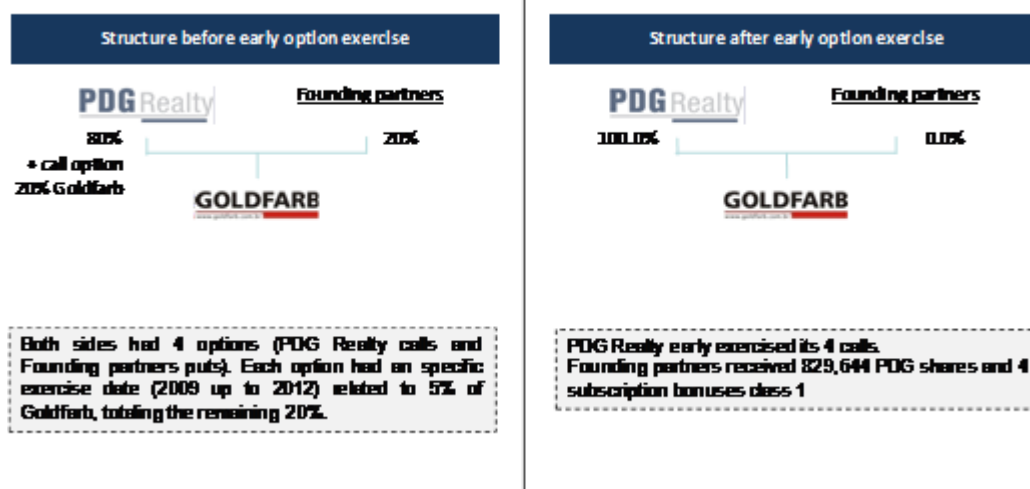 Structure before early option exercise
PDG Realty
Founding partners
80%
20%
+ call option
20% Goldfarb
GOLDFARB
Both sides had 4 options (PDG Realty calls and
Founding partners puts). Each option had an specific
exercise date (2009 up to 2012) related to 5% of
Goldfarb, totaling the remaining 20%.
Structure after early option exercise
PDG Realty
Founding partners
100.0%
0.0%
GOLDFARB
PDG Realty early exercised its 4 calls.
Founding partners received 829,644 PDG shares and 4
subscription bonuses class 1